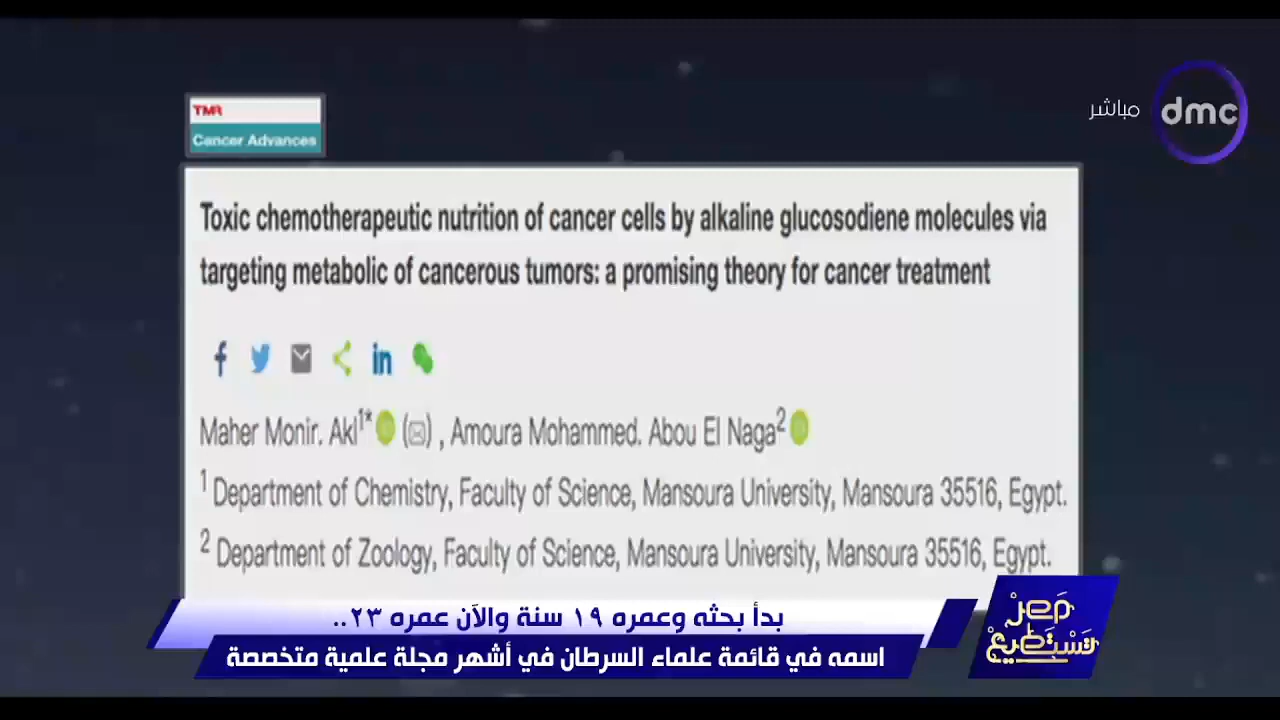 مباشر
dmc
TMR
Cancer Advances
Toxic chemotherapeutic nutrition of cancer cells by alkaline glucosodiene molecules via
targeting metabolic of cancerous tumors: a promising theory for cancer treatment
Maher Monir. Akl1* (✉) , Amoura Mohammed. Abou El Naga2
1 Department of Chemistry, Faculty of Science, Mansoura University, Mansoura 35516, Egypt.
2 Department of Zoology, Faculty of Science, Mansoura University, Mansoura 35516, Egypt.
بدأ بحثه وعمره ١٩ سنة والآن عمره ٢٣..
اسمه في قائمة علماء السرطان في أشهر مجلة علمية متخصصة
مصر
تستطيع